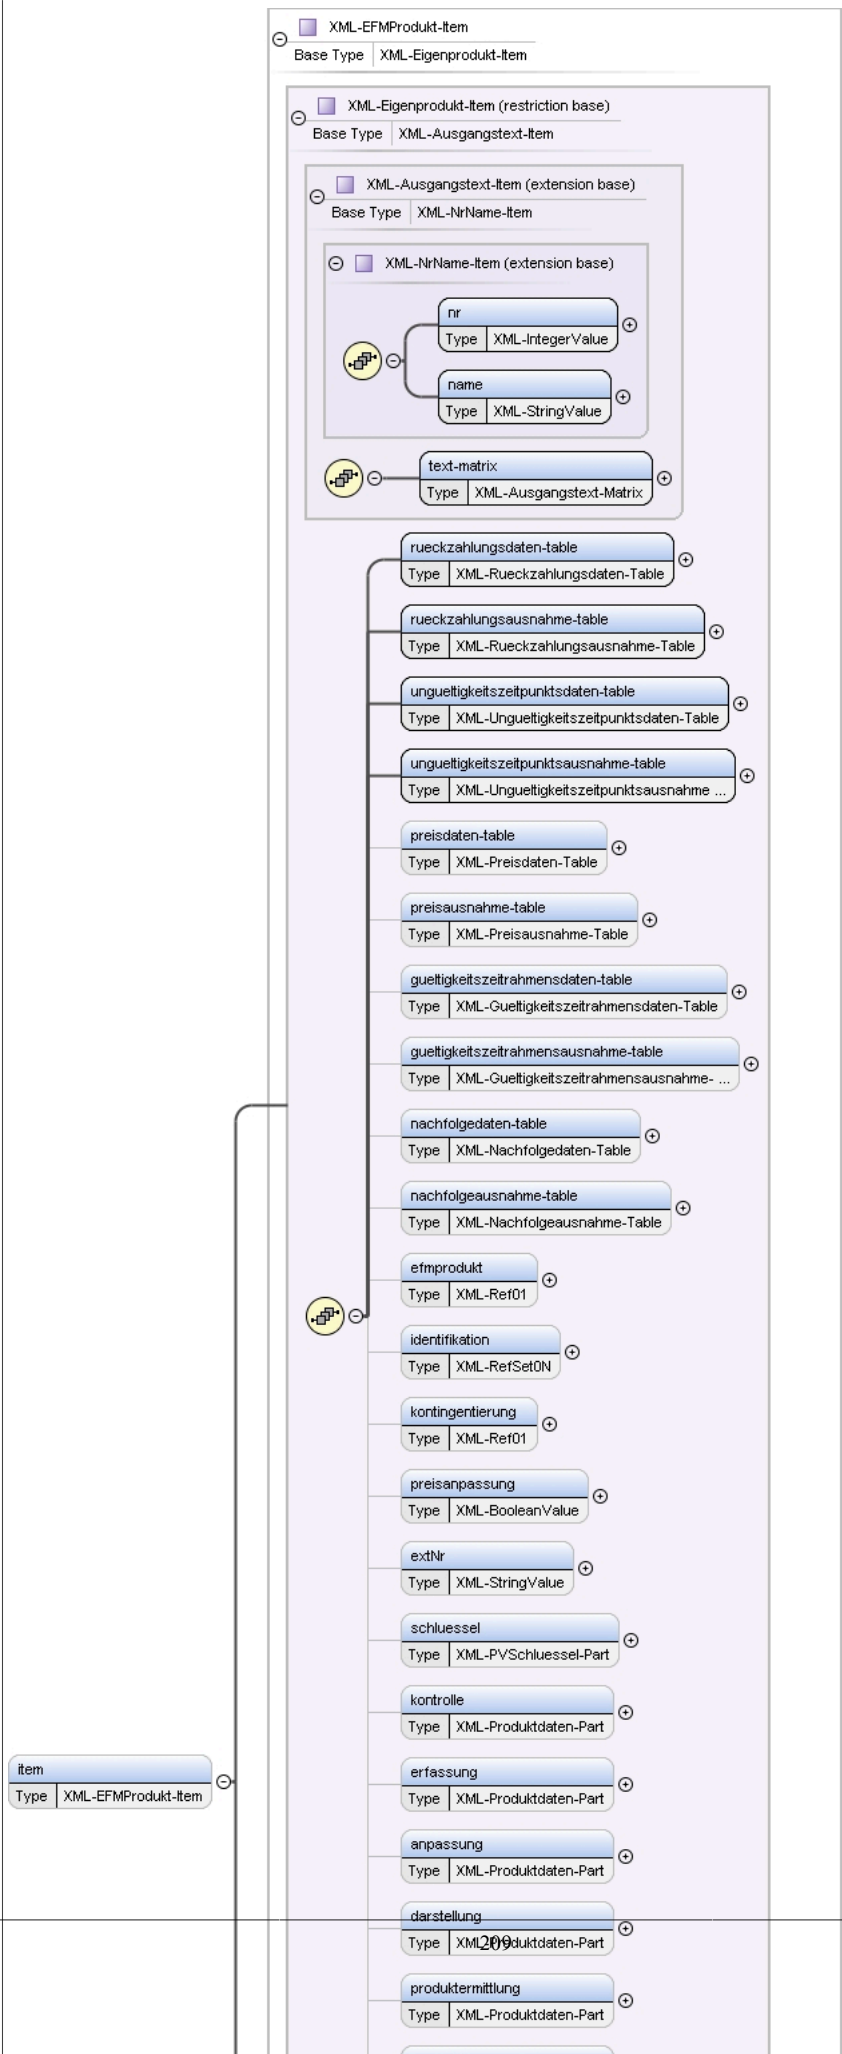 XML-EFMProdukt-Item
Base Type XML-Eigenprodukt-Item
XML-Eigenprodukt-Item (restriction base)
Base Type XML-Ausgangstext-Item
XML-Ausgangstext-Item (extension base)
Base Type XML-NrName-Item
XML-NrName-Item (extension base)
nr
Type XML-IntegerValue
name
Type XML-StringValue
text-matrix
Type XML-Ausgangstext-Matrix
rueckzahlungsdaten-table
Type XML-Rueckzahlungsdaten-Table
rueckzahlungsausnahme-table
Type XML-Rueckzahlungsausnahme-Table
ungueltigkeitszeitpunktsdaten-table
Type XML-Ungueltigkeitszeitpunktsdaten-Table
ungueltigkeitszeitpunktsausnahme-table
Type XML-Ungueltigkeitszeitpunktsausnahme ...
preisdaten-table
Type XML-Preisdaten-Table
preisausnahme-table
Type XML-Preisausnahme-Table
gueltigkeitszeitrahmensdaten-table
Type XML-Gueltigkeitszeitrahmensdaten-Table
gueltigkeitszeitrahmensausnahme-table
Type XML-Gueltigkeitszeitrahmensausnahme- ...
nachfolgedaten-table
Type XML-Nachfolgedaten-Table
nachfolgeausnahme-table
Type XML-Nachfolgeausnahme-Table
efmprodukt
Type XML-Ref01
identifikation
Type XML-RefSet0N
kontingentierung
Type XML-Ref01
preisanpassung
Type XML-BooleanValue
extNr
Type XML-StringValue
schluessel
Type XML-PVSchluessel-Part
kontrolle
Type XML-Produktdaten-Part
item
Type XML-EFMProdukt-Item
erfassung
Type XML-Produktdaten-Part
anpassung
Type XML-Produktdaten-Part
darstellung
Type XML-Produktdaten-Part
209
produktermittlung
Type XML-Produktdaten-Part